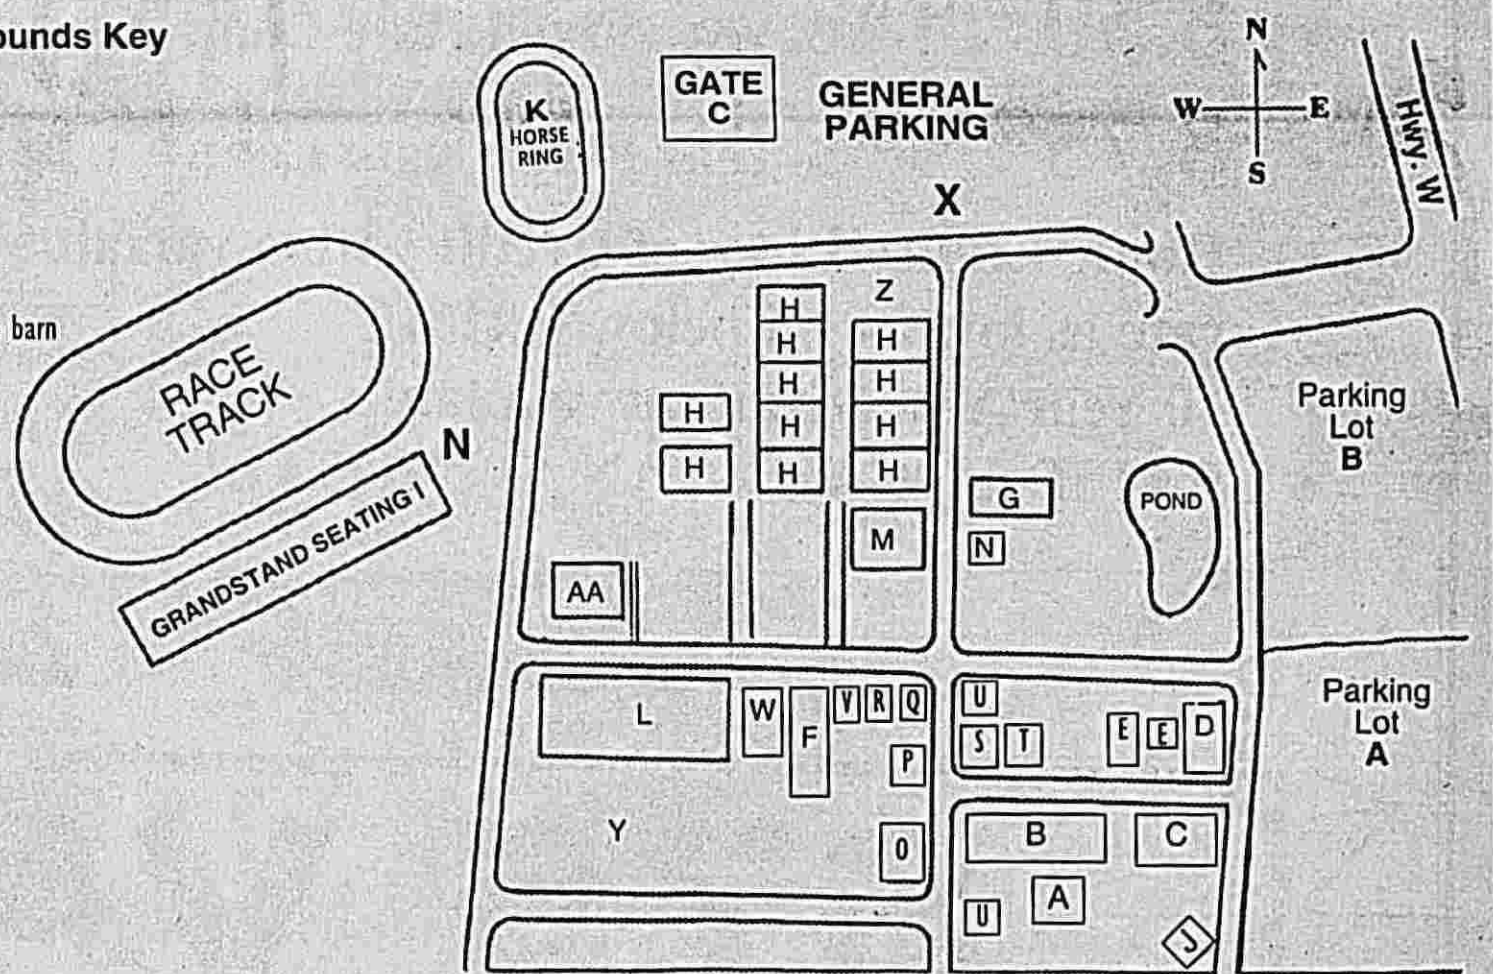 ounds Key
N
W E
S
K
HORSE
RING
GATE
C
GENERAL
PARKING
Hwy. W
X
barn
RACE
TRACK
N
GRANDSTAND SEATING I
H
Z
H
H
H
H
H
H
H
H
H
H
H
G
M
N
POND
AA
Parking
Lot
B
L
W
F
V
R
Q
P
Y
O
U
S
T
E
E
D
Parking
Lot
A
B
C
A
U
J